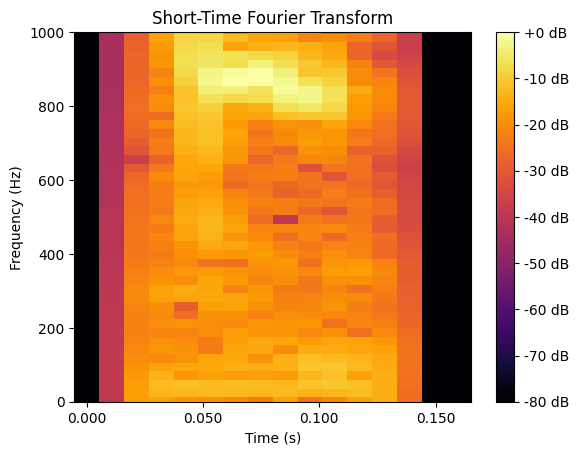 Short-Time Fourier Transform
Frequency (Hz)
1000
800
600
400
200
0
0.000
0.050
0.100
0.150
Time (s)
+0 dB
-10 dB
-20 dB
-30 dB
-40 dB
-50 dB
-60 dB
-70 dB
-80 dB